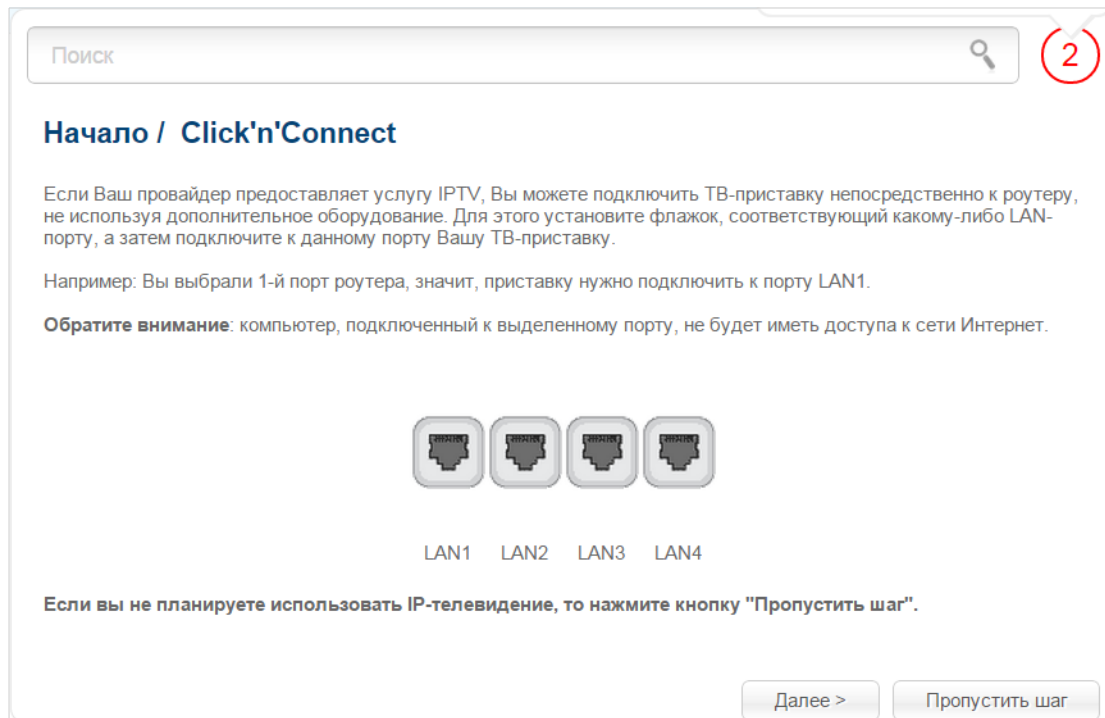 Поиск
2
Начало / Click'n'Connect
Если Ваш провайдер предоставляет услугу IPTV, Вы можете подключить ТВ-приставку непосредственно к роутеру,
не используя дополнительное оборудование. Для этого установите флажок, соответствующий какому-либо LAN-
порту, а затем подключите к данному порту Вашу ТВ-приставку.
Например: Вы выбрали 1-й порт роутера, значит, приставку нужно подключить к порту LAN1.
Обратите внимание: компьютер, подключенный к выделенному порту, не будет иметь доступа к сети Интернет.
LAN1 LAN2 LAN3 LAN4
Если вы не планируете использовать IP-телевидение, то нажмите кнопку "Пропустить шаг".
Далее > Пропустить шаг